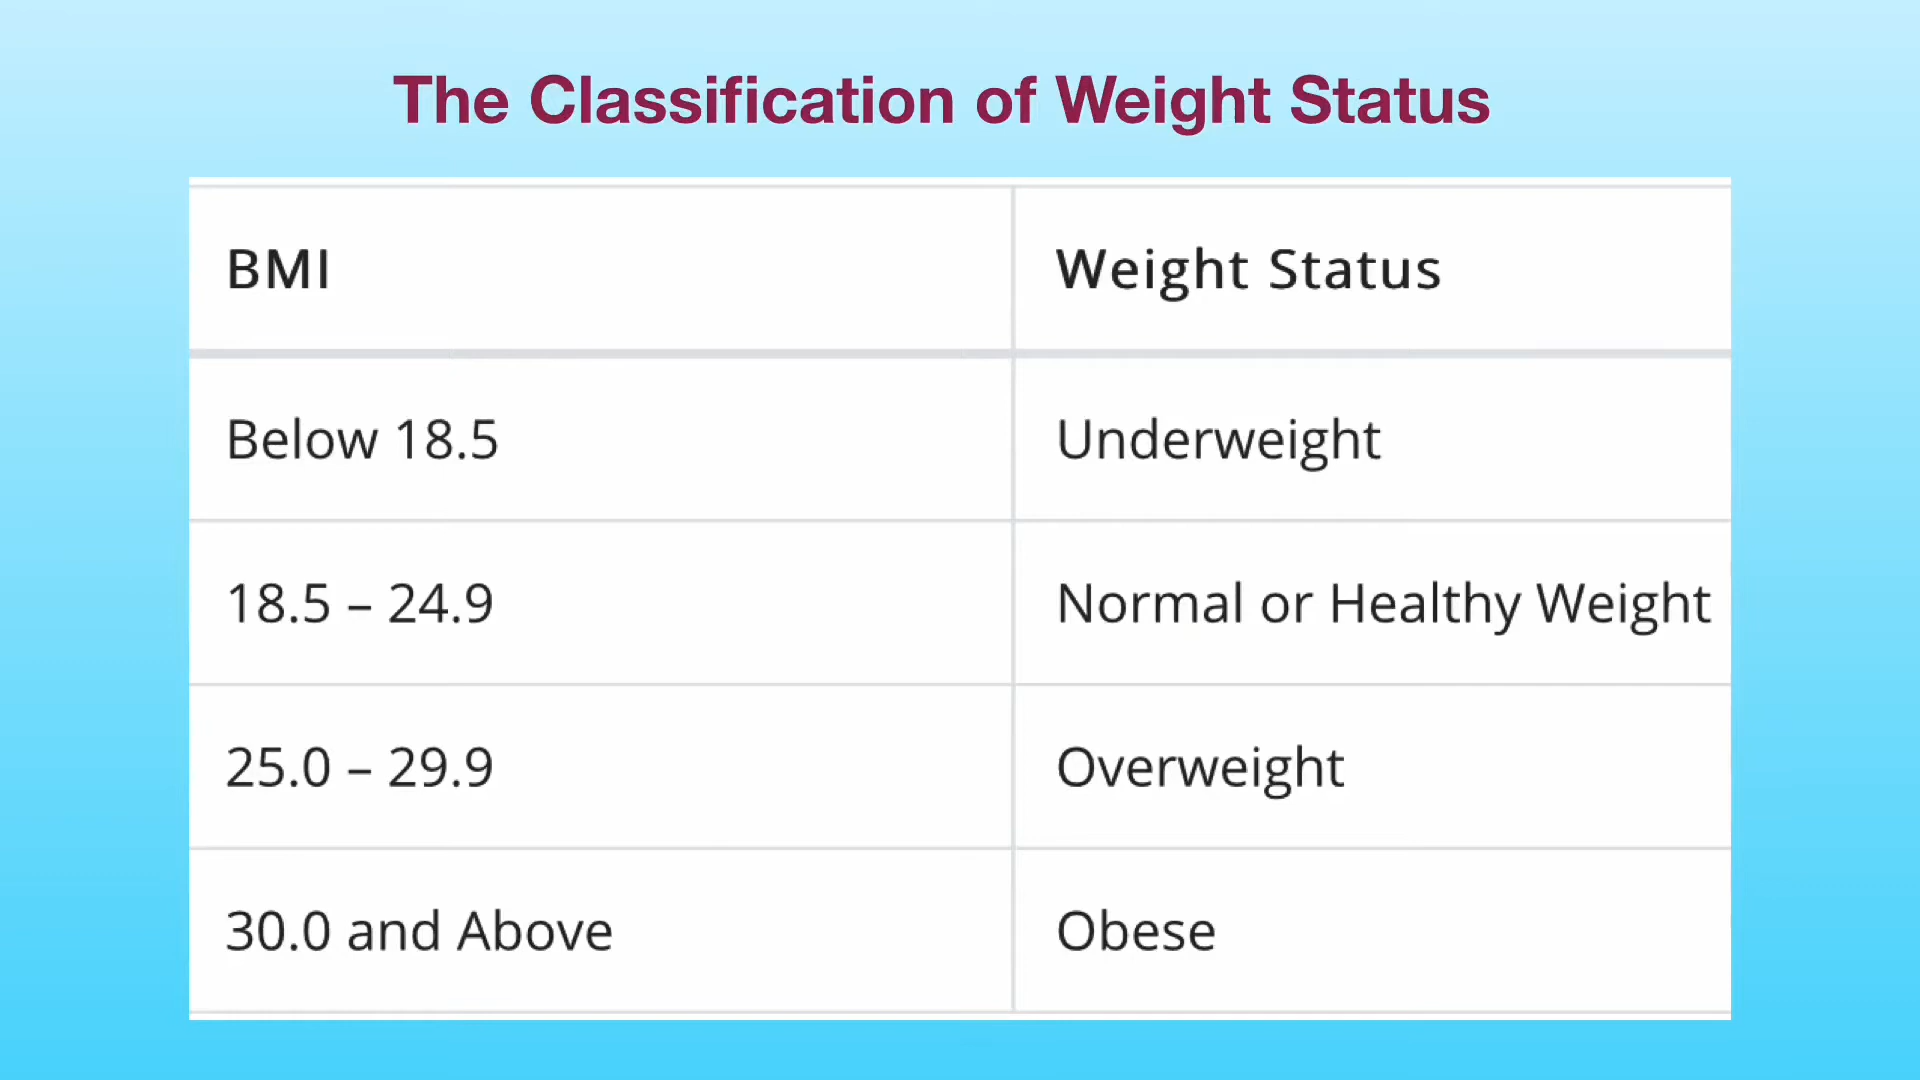 The Classification of Weight Status
BMI Weight Status
Below 18.5 Underweight
18.5 – 24.9 Normal or Healthy Weight
25.0 – 29.9 Overweight
30.0 and Above Obese